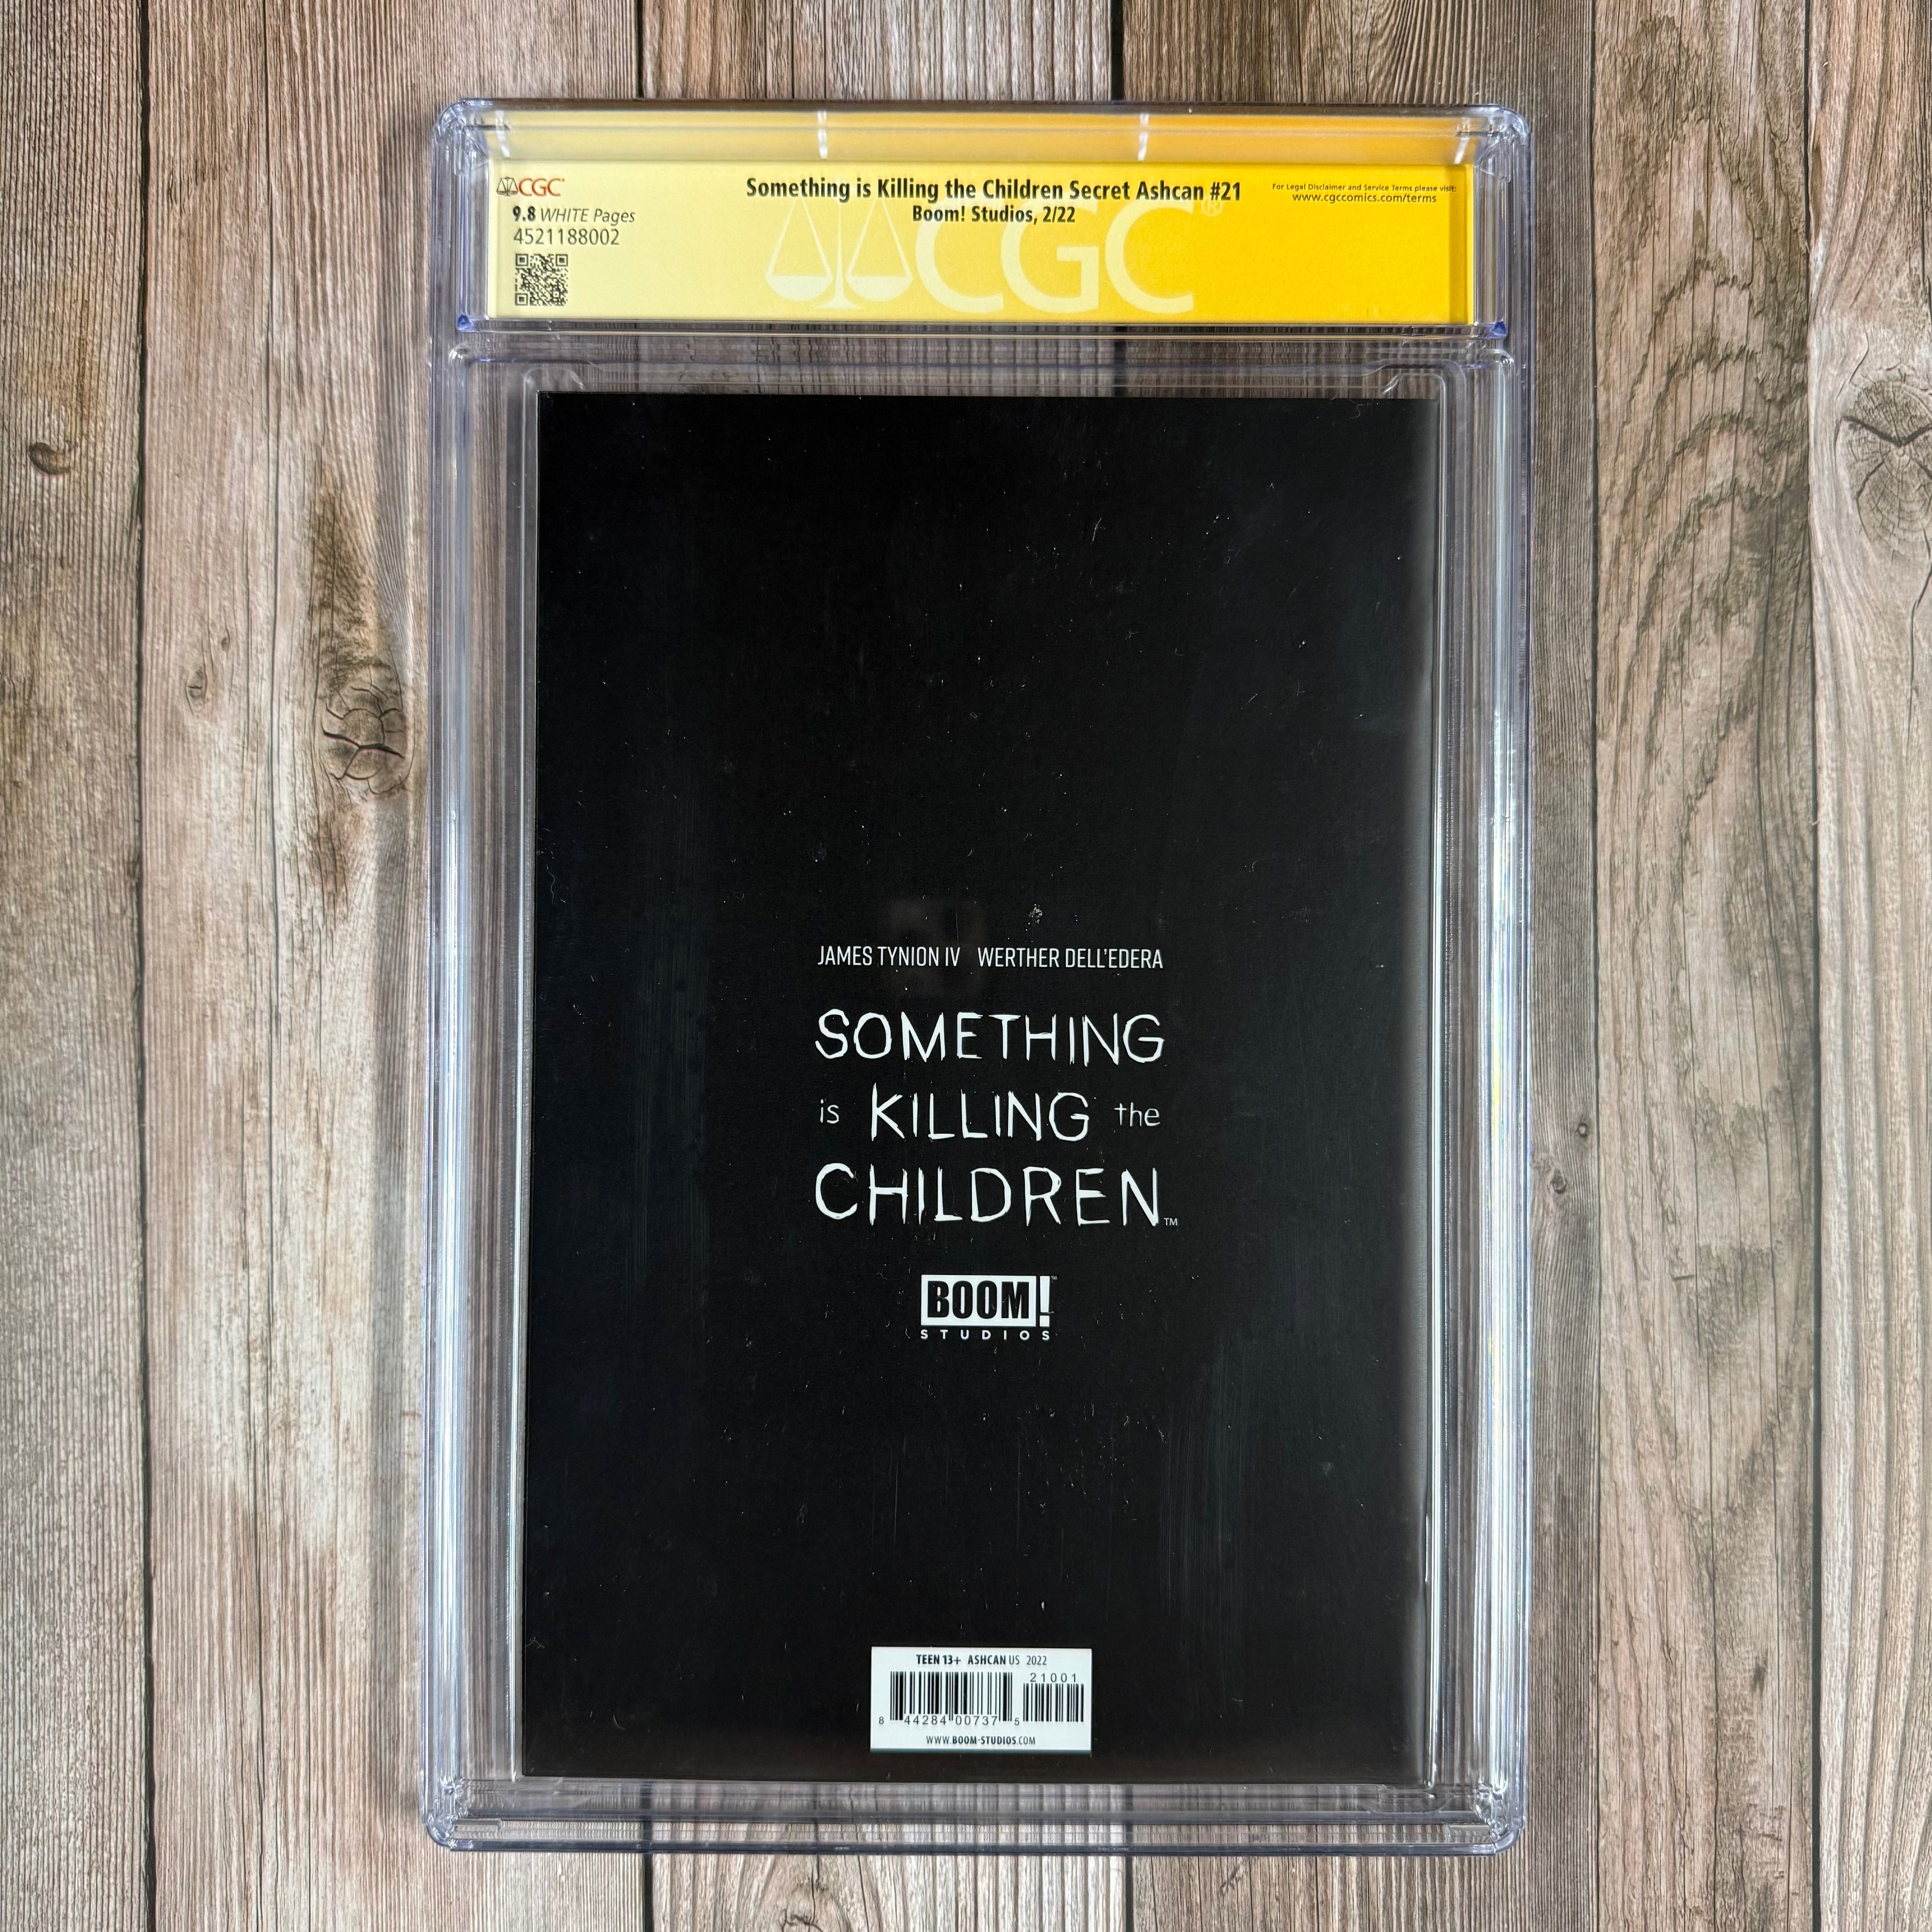 CGC
9.8 WHITE Pages
4521188002
Something is Killing the Children Secret Ashcan #21
Boom! Studios, 2/22
For Legal Disclaimer and Service Terms please visit:
www.cgccomics.com/terms
CGC®
JAMES TYNION IV WERTHER DELL'EDERA
SOMETHING
is KILLING the
CHILDREN™
BOOM!™
STUDIOS
TEEN 13+ ASHCAN US 2022
21001
8 44284 00737 5
WWW.BOOM-STUDIOS.COM